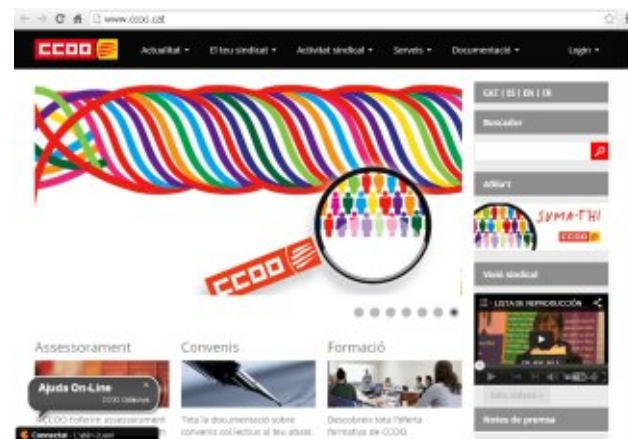 www.ccoo.cat
CCOO
Actualitat
El teu sindicat
Activitat sindical
Serveis
Documentació
Login
CAT | ES | EN | FR
Buscador
Afilia't
CCOO
SUMA-T'HI
CCOO
Visió sindical
LISTA DE REPRODUCCIÓN
Assessorament
Convenis
Formació
Ajuda On-Line
CCOO Catalunya
A CCOO t'oferim assessorament
Tota la documentació sobre
convenis col·lectius al teu abast.
Descobreix tota l'oferta
formativa de CCOO.
Notes de premsa
Connectar